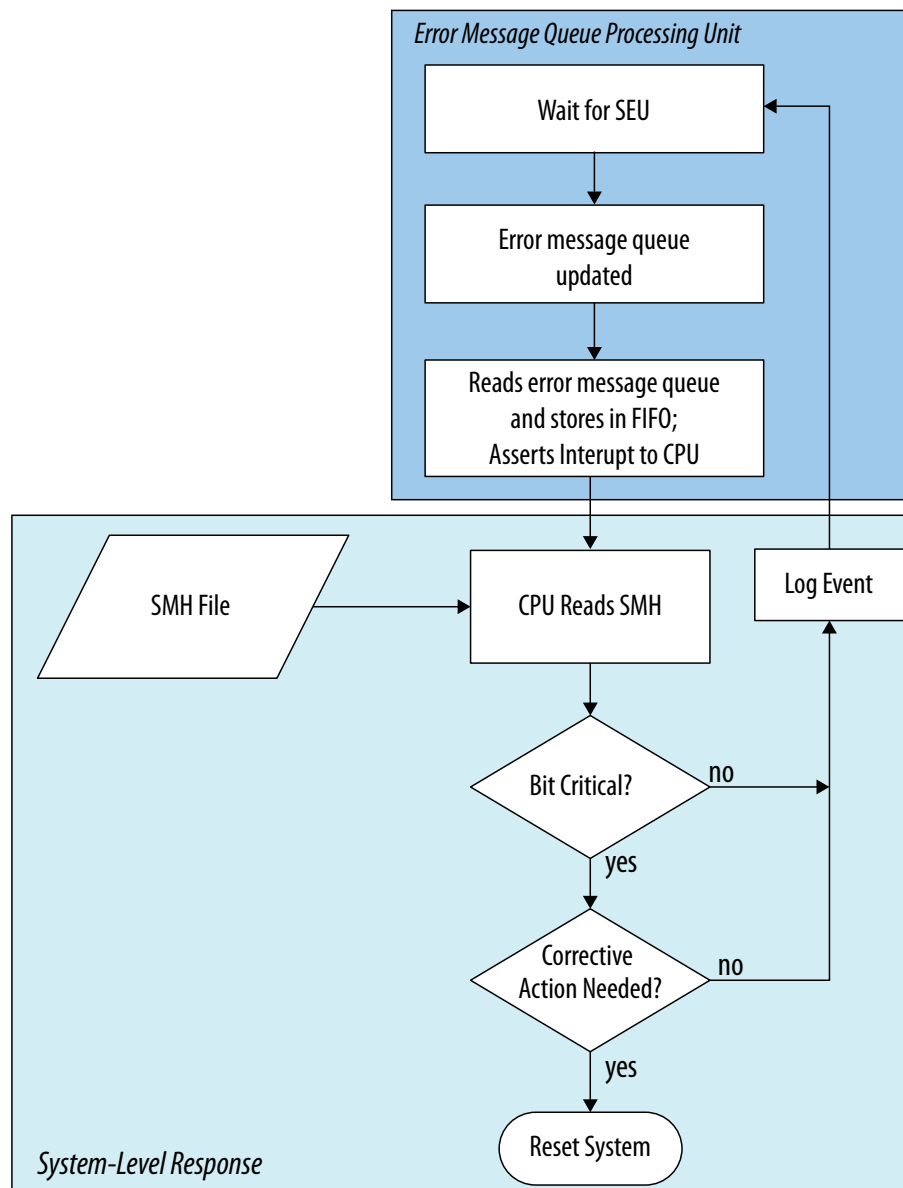 Error Message Queue Processing Unit
Wait for SEU
Error message queue
updated
Reads error message queue
and stores in FIFO;
Asserts Interupt to CPU
SMH File
CPU Reads SMH
Log Event
Bit Critical?
no
yes
Corrective
Action Needed?
no
yes
Reset System
System-Level Response